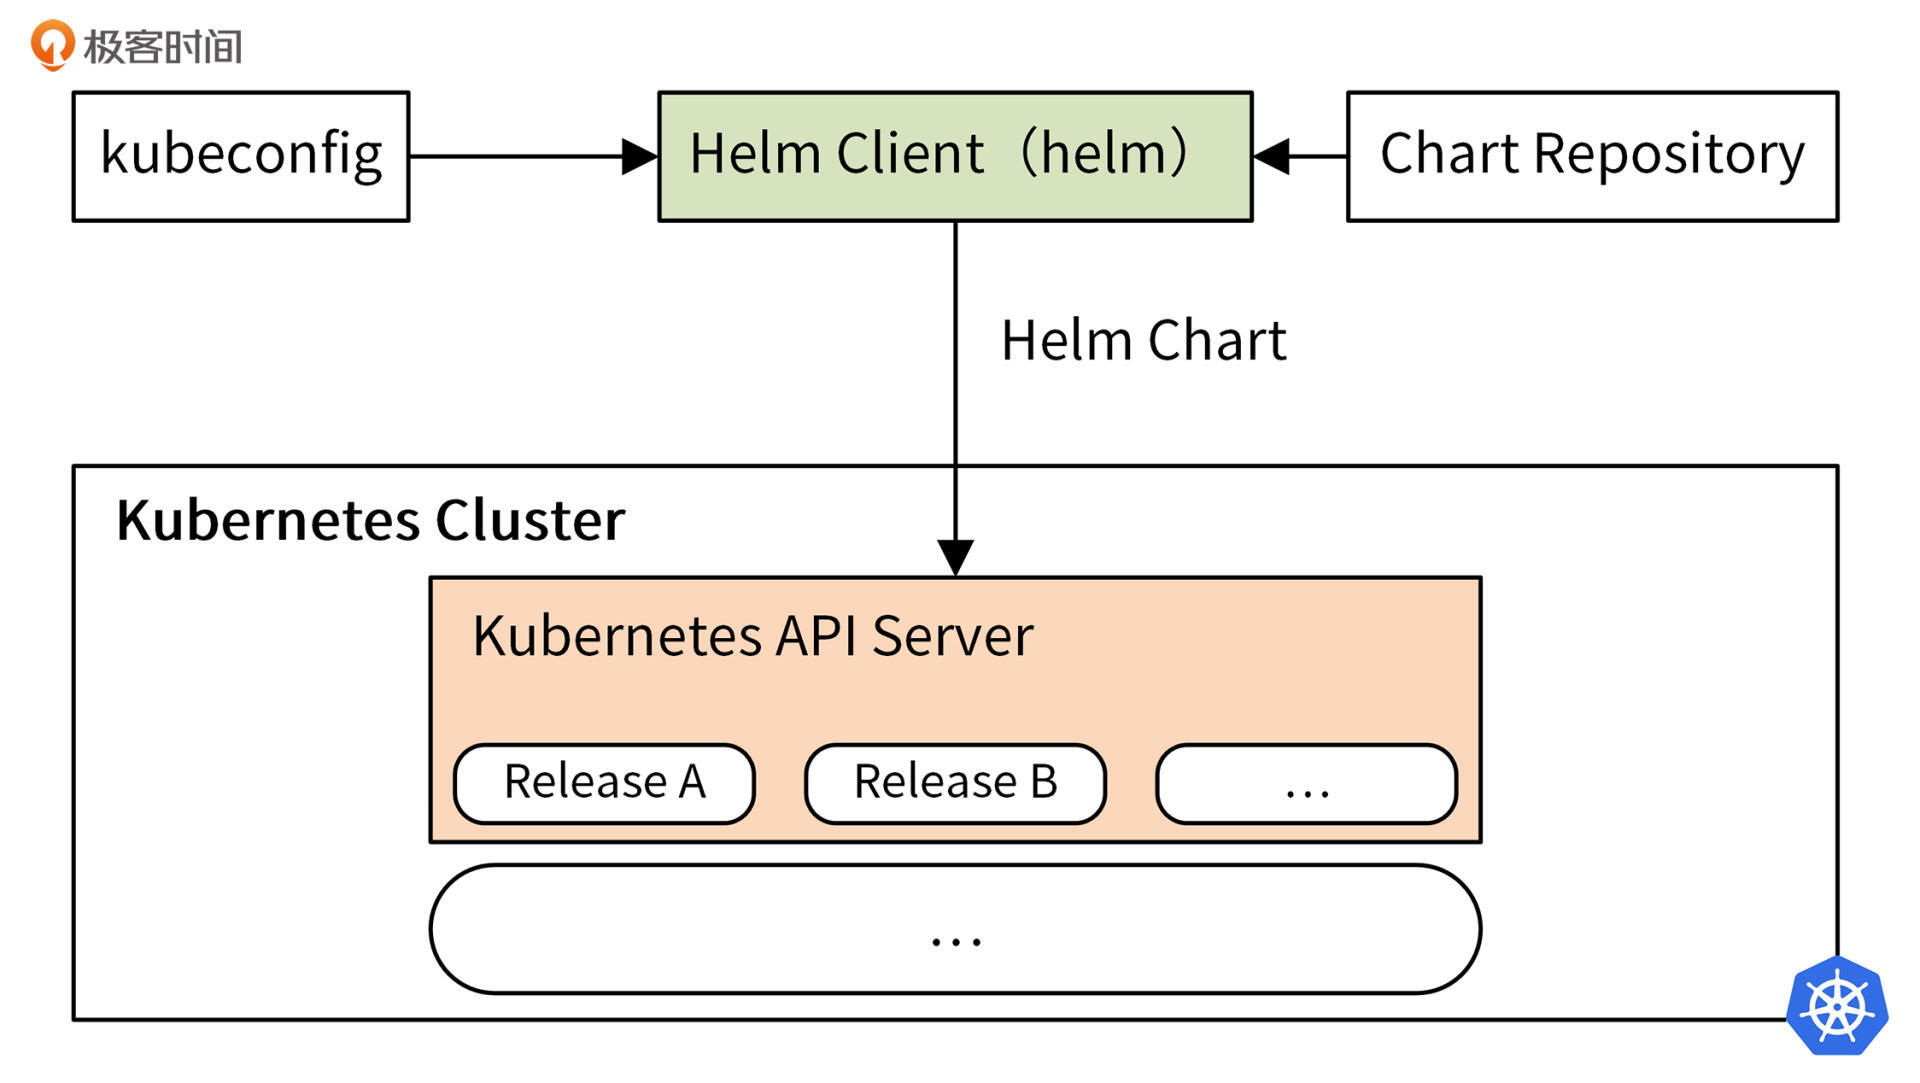 极客时间
kubeconfig
Helm Client（helm）
Chart Repository
Helm Chart
Kubernetes Cluster
Kubernetes API Server
Release A
Release B
…
…